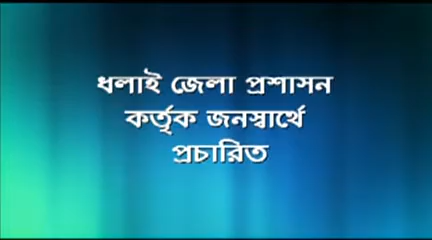 ধলাই জেলা প্রশাসন
কর্তৃক জনস্বার্থে
প্রচারিত